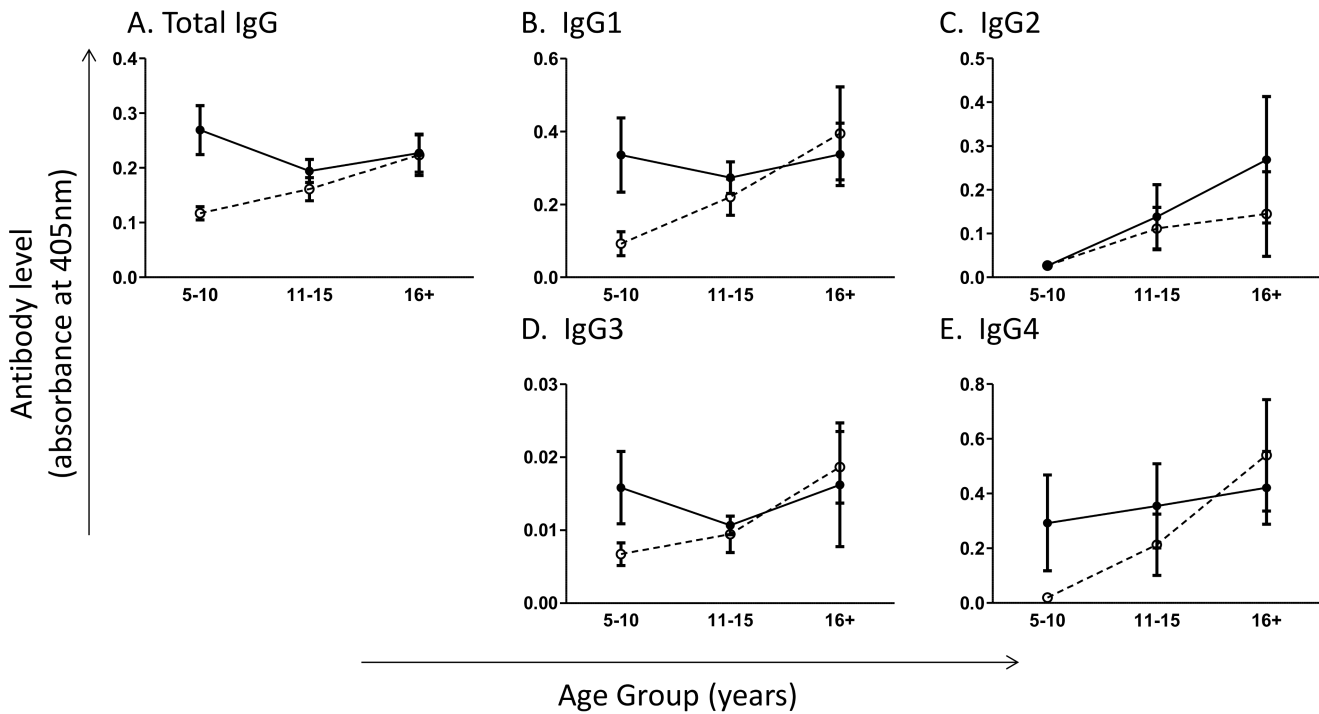 A. Total IgG
0.4
0.3
0.2
0.1
0.0
5-10 11-15 16+
B. IgG1
0.6
0.4
0.2
0.0
5-10 11-15 16+
C. IgG2
0.5
0.4
0.3
0.2
0.1
0.0
5-10 11-15 16+
D. IgG3
0.03
0.02
0.01
0.00
5-10 11-15 16+
E. IgG4
0.8
0.6
0.4
0.2
0.0
5-10 11-15 16+
Antibody level
(absorbance at 405nm)
Age Group (years)